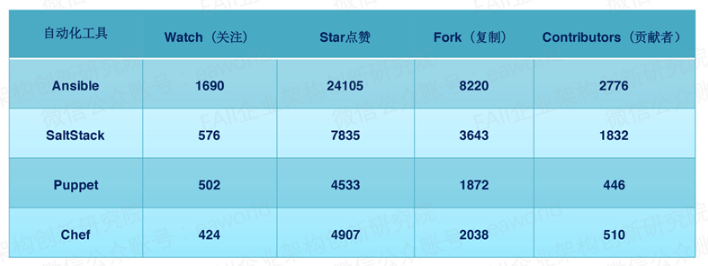 自动化工具 Watch（关注） Star点赞 Fork（复制） Contributors（贡献者）
Ansible 1690 24105 8220 2776
SaltStack 576 7835 3643 1832
Puppet 502 4533 1872 446
Chef 424 4907 2038 510